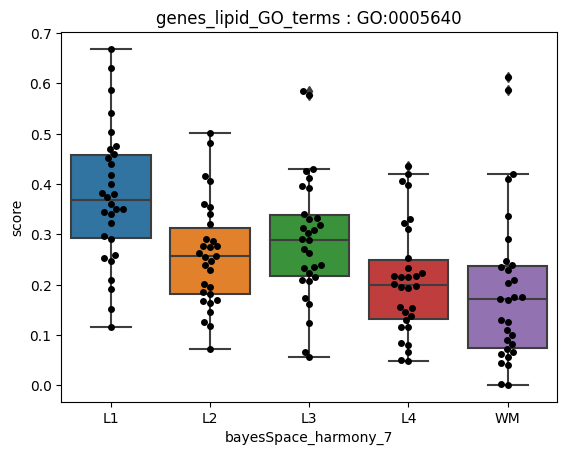 genes_lipid_GO_terms : GO:0005640
0.7
0.6
0.5
0.4
0.3
0.2
0.1
0.0
score
L1 L2 L3 L4 WM
bayesSpace_harmony_7